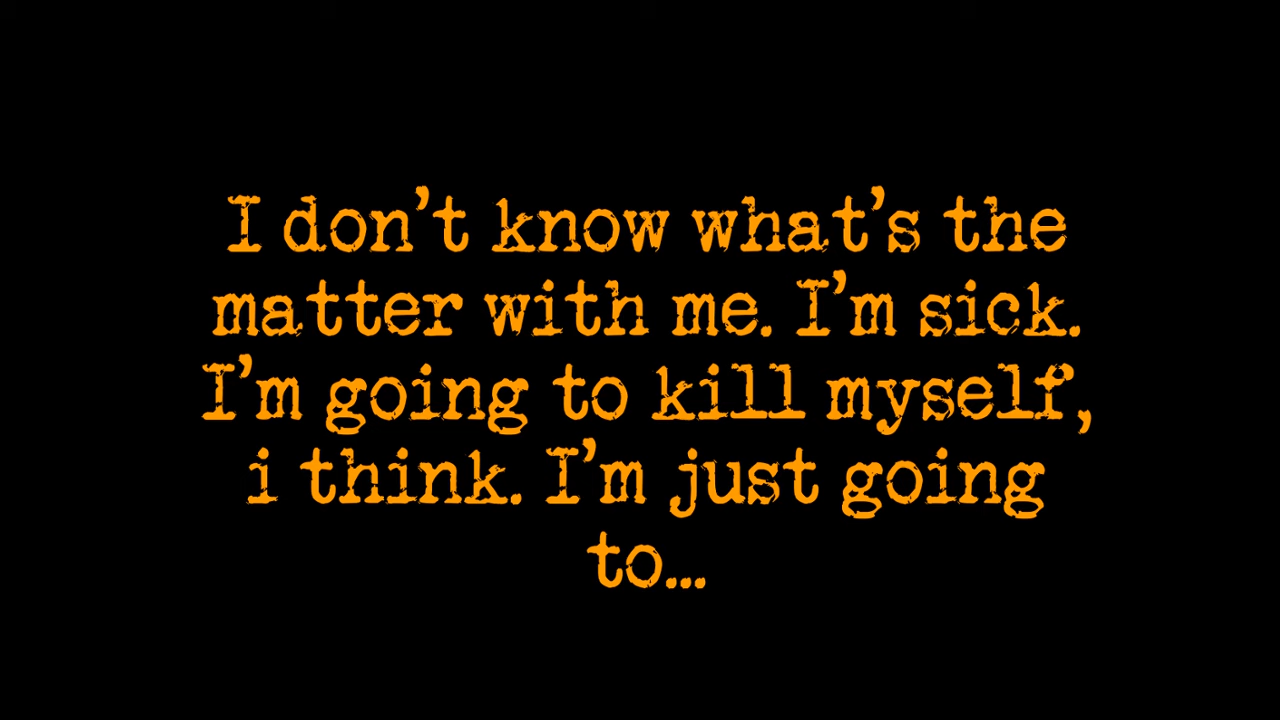 I don’t know what’s the
matter with me. I’m sick.
I’m going to kill myself,
i think. I’m just going
to...